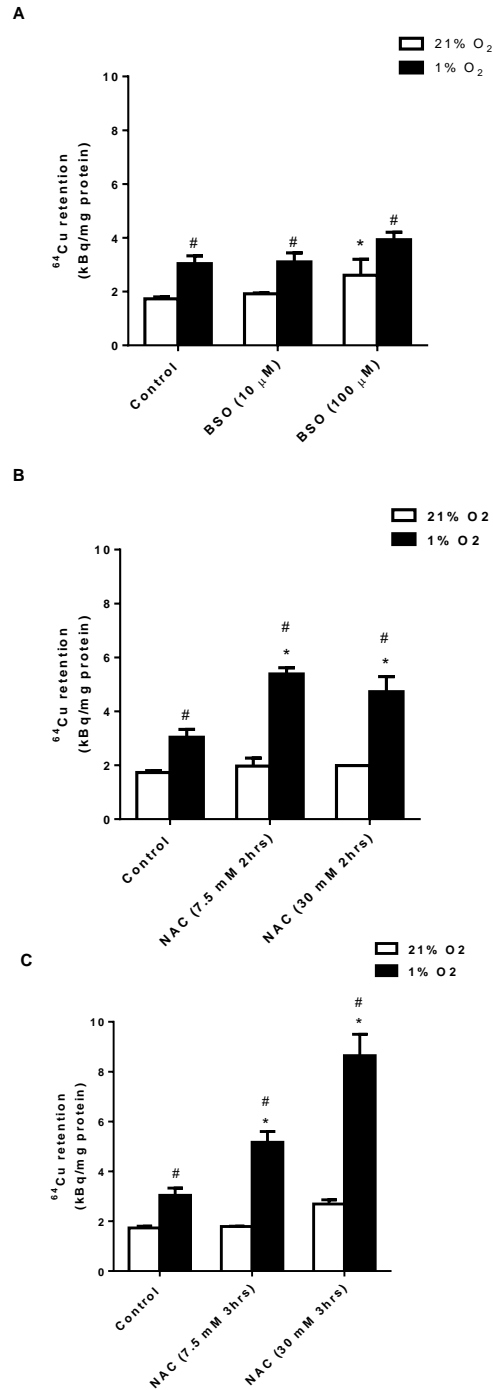 A
21% O₂
1% O₂
10
8
6
4
2
0
⁶⁴Cu retention
(kBq/mg protein)
#
#
*
#
Control
BSO (10 μM)
BSO (100 μM)
B
21% O2
1% O2
10
8
6
4
2
0
⁶⁴Cu retention
(kBq/mg protein)
#
#
*
#
*
Control
NAC (7.5 mM 2hrs)
NAC (30 mM 2hrs)
C
21% O2
1% O2
10
8
6
4
2
0
⁶⁴Cu retention
(kBq/mg protein)
#
#
*
#
*
Control
NAC (7.5 mM 3hrs)
NAC (30 mM 3hrs)